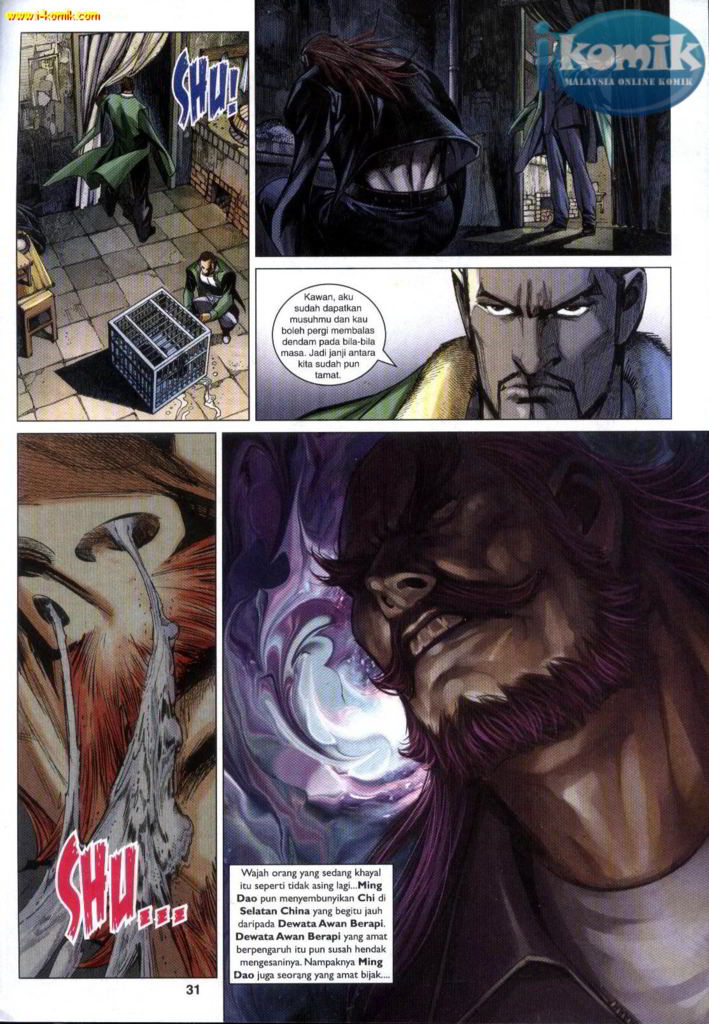 www.i-komik.com
ikomik
MALAYSIA ONLINE KOMIK
SHU!
Kawan, aku
sudah dapatkan
musuhmu dan kau
boleh pergi membalas
dendam pada bila-bila
masa. Jadi janji antara
kita sudah pun
tamat.
SHU...
Wajah orang yang sedang khayal
itu seperti tidak asing lagi...Ming
Dao pun menyembunyikan Chi di
Selatan China yang begitu jauh
daripada Dewata Awan Berapi.
Dewata Awan Berapi yang amat
berpengaruh itu pun susah hendak
mengesaninya. Nampaknya Ming
Dao juga seorang yang amat bijak....
31